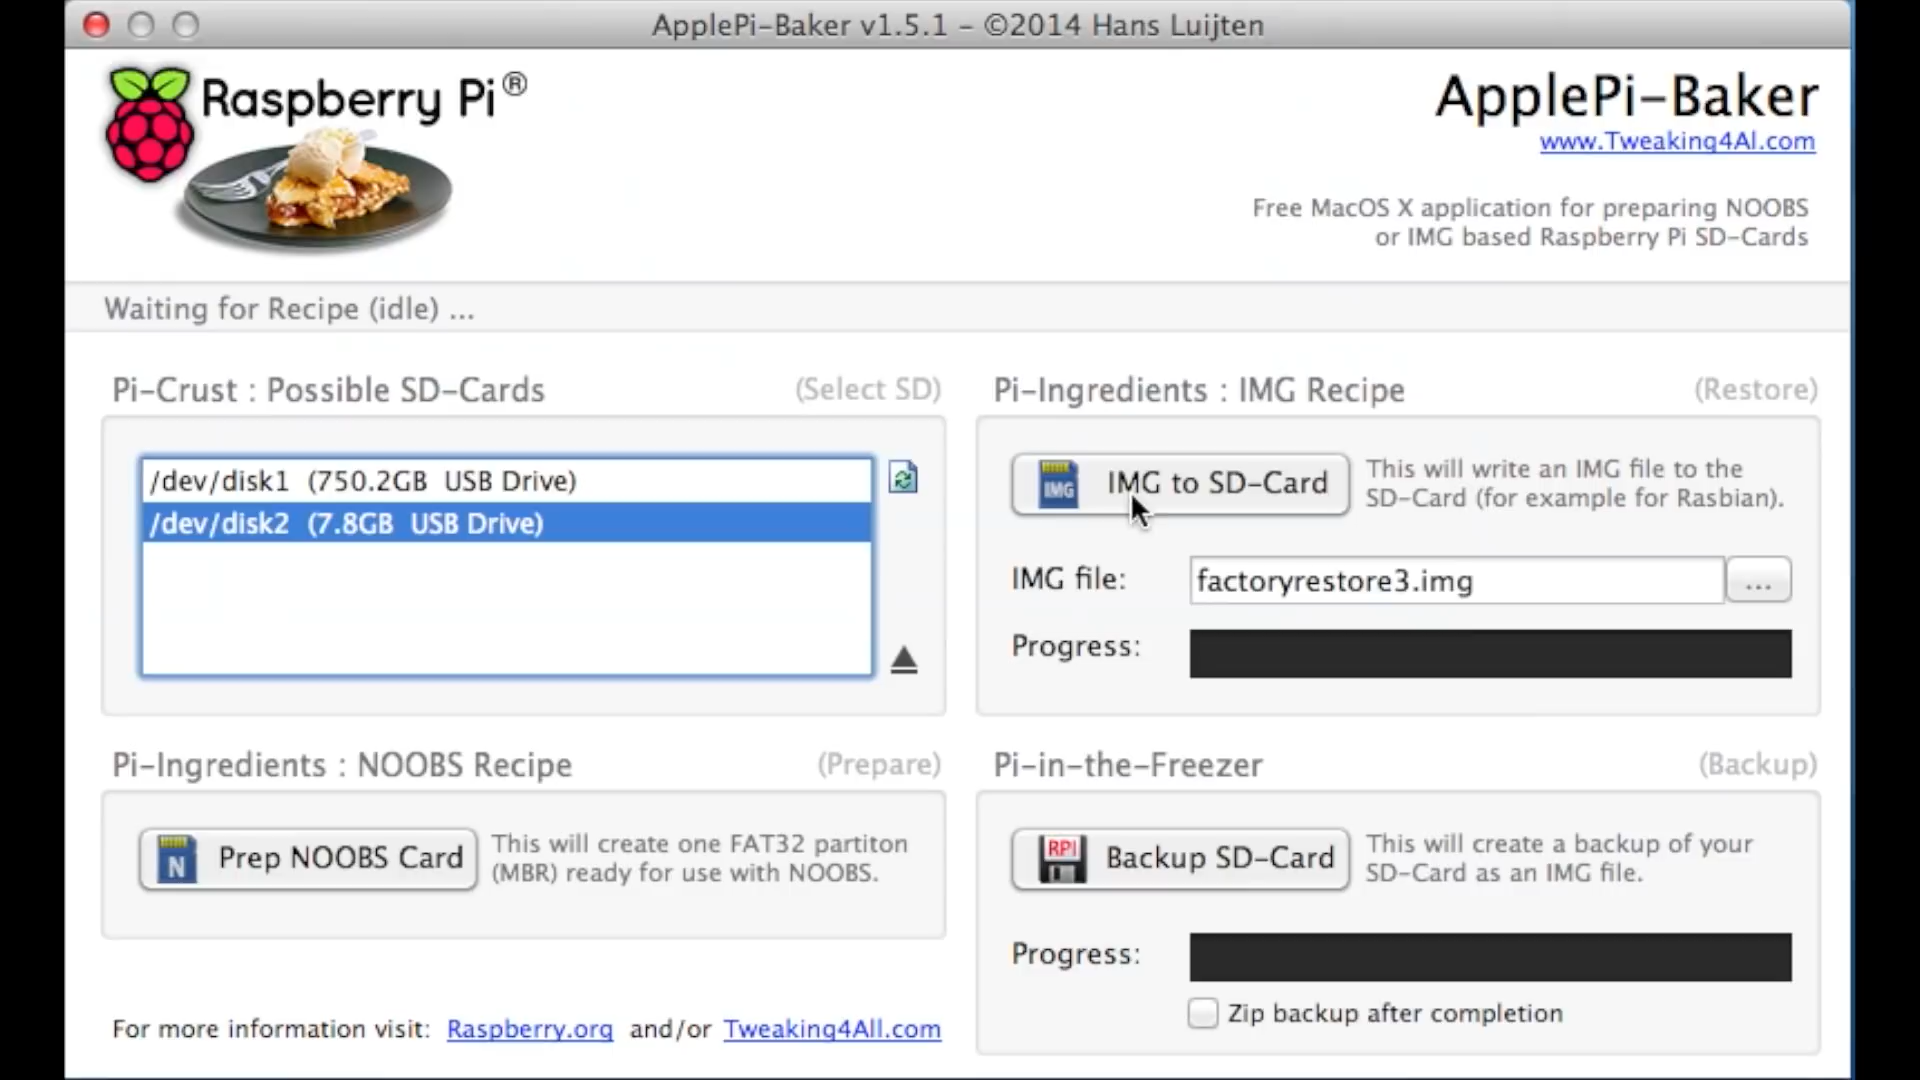 ApplePi-Baker v1.5.1 - ©2014 Hans Luijten
Raspberry Pi®
ApplePi-Baker
www.Tweaking4Al.com
Free MacOS X application for preparing NOOBS
or IMG based Raspberry Pi SD-Cards
Waiting for Recipe (idle) ...
Pi-Crust : Possible SD-Cards (Select SD)
/dev/disk1 (750.2GB USB Drive)
/dev/disk2 (7.8GB USB Drive)
Pi-Ingredients : IMG Recipe (Restore)
IMG
IMG to SD-Card
This will write an IMG file to the
SD-Card (for example for Rasbian).
IMG file: factoryrestore3.img ...
Progress:
Pi-Ingredients : NOOBS Recipe (Prepare)
N
Prep NOOBS Card
This will create one FAT32 partiton
(MBR) ready for use with NOOBS.
Pi-in-the-Freezer (Backup)
RPI
Backup SD-Card
This will create a backup of your
SD-Card as an IMG file.
Progress:
Zip backup after completion
For more information visit: Raspberry.org and/or Tweaking4All.com